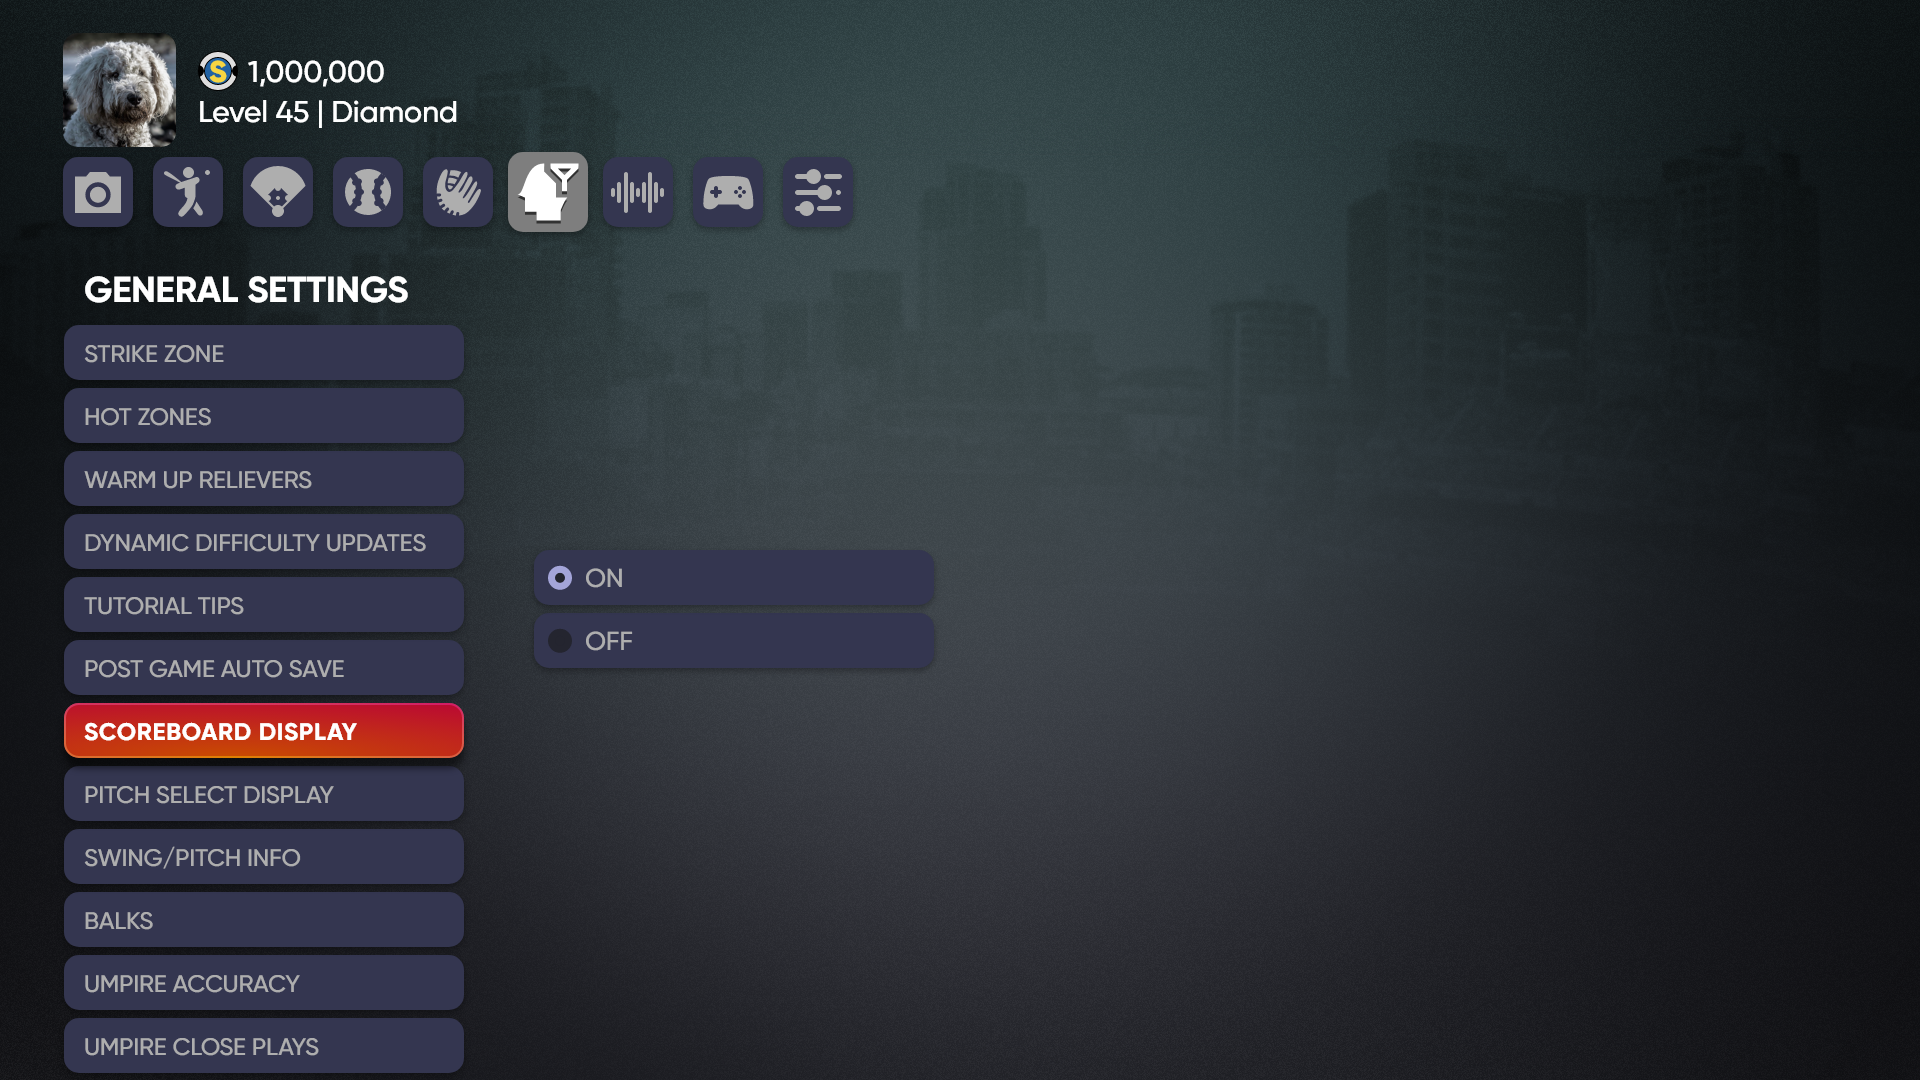 S 1,000,000
Level 45 | Diamond
GENERAL SETTINGS
STRIKE ZONE
HOT ZONES
WARM UP RELIEVERS
DYNAMIC DIFFICULTY UPDATES
TUTORIAL TIPS
POST GAME AUTO SAVE
SCOREBOARD DISPLAY
PITCH SELECT DISPLAY
SWING/PITCH INFO
BALKS
UMPIRE ACCURACY
UMPIRE CLOSE PLAYS
ON
OFF